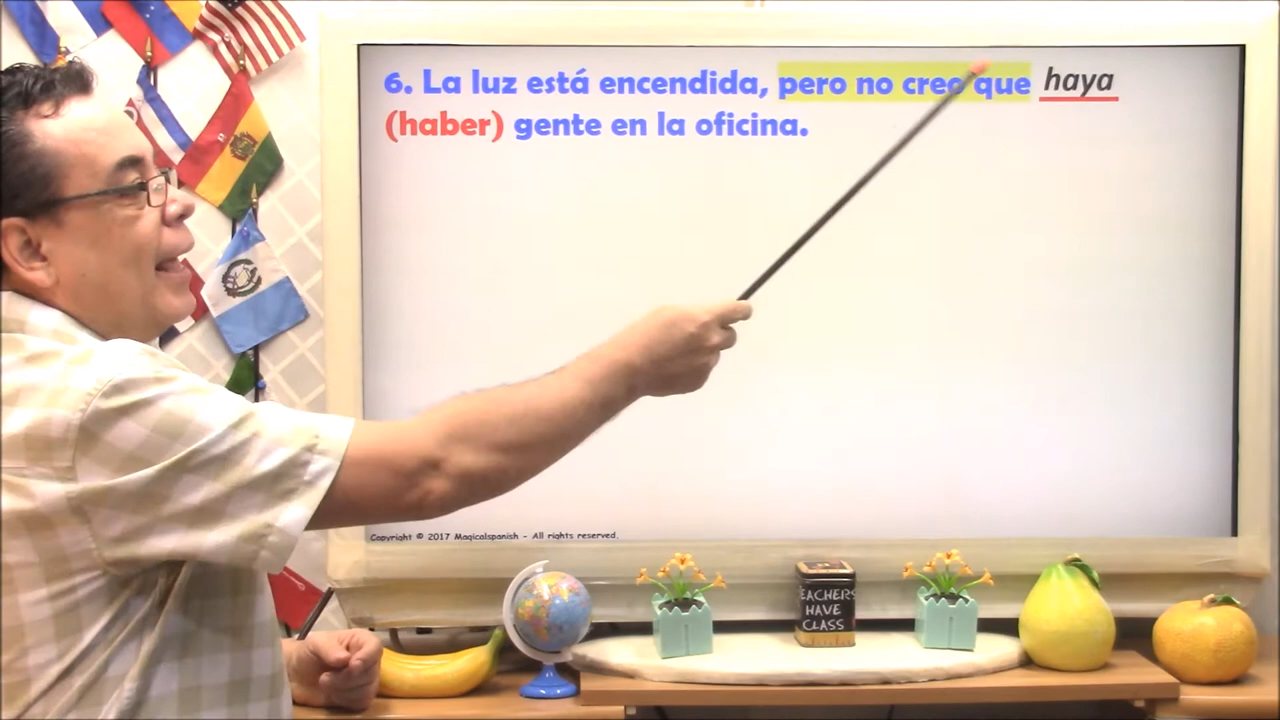 6. La luz está encendida, pero no creo que haya
(haber) gente en la oficina.
Copyright © 2017 Magicalspanish - All rights reserved.
TEACHERS
HAVE
CLASS